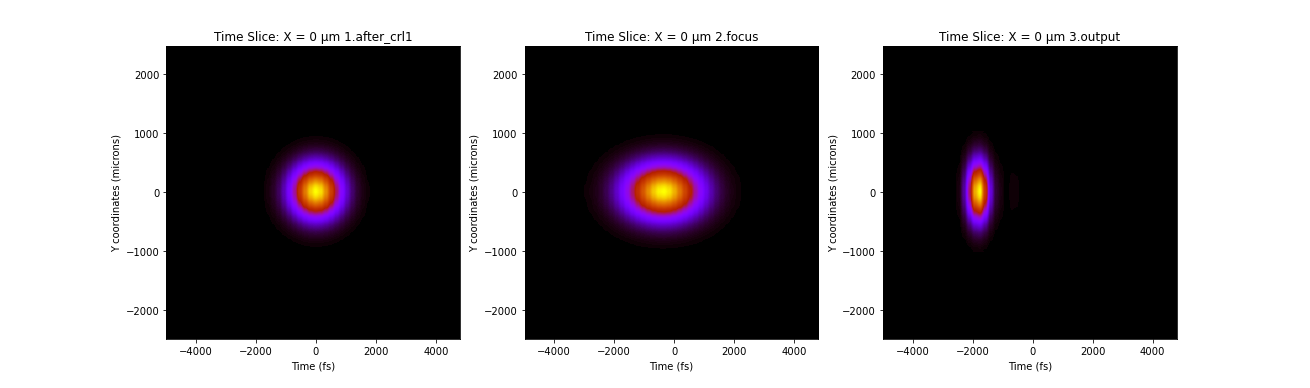 Time Slice: X = 0 μm 1.after_crl1
Y coordinates (microns)
2000
1000
0
−1000
−2000
−4000 −2000 0 2000 4000
Time (fs)
Time Slice: X = 0 μm 2.focus
Y coordinates (microns)
2000
1000
0
−1000
−2000
−4000 −2000 0 2000 4000
Time (fs)
Time Slice: X = 0 μm 3.output
Y coordinates (microns)
2000
1000
0
−1000
−2000
−4000 −2000 0 2000 4000
Time (fs)